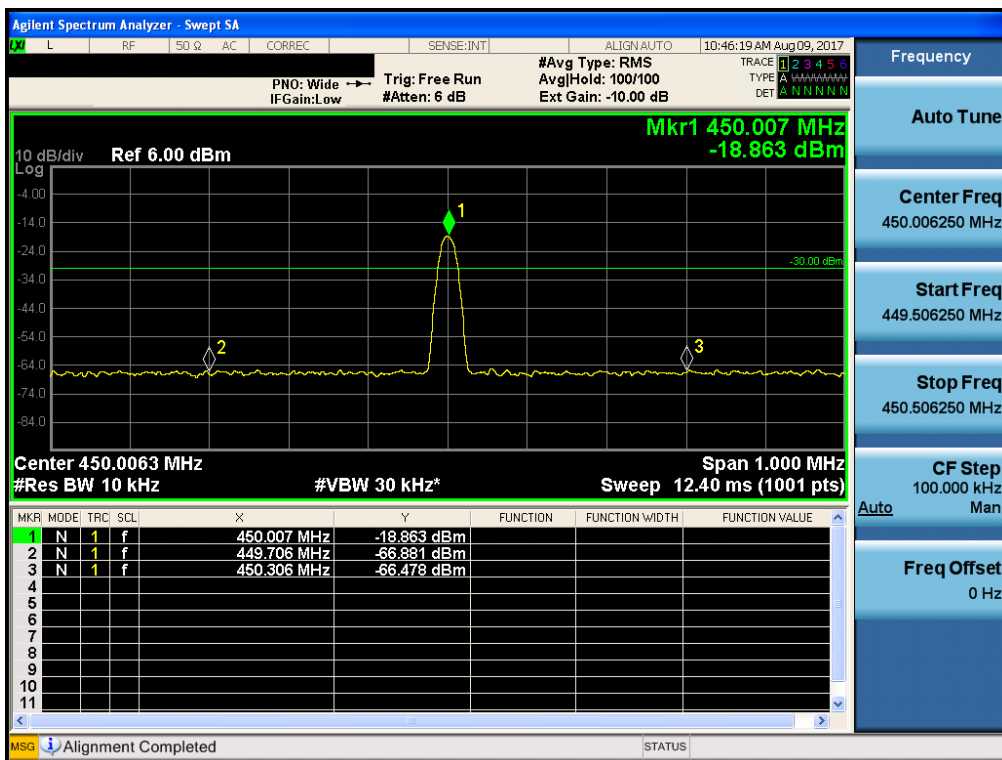 Agilent Spectrum Analyzer - Swept SA
LXI L RF 50 Ω AC CORREC SENSE:INT ALIGN AUTO 10:46:19 AM Aug 09, 2017
PNO: Wide
IFGain:Low
Trig: Free Run
#Atten: 6 dB
#Avg Type: RMS
Avg|Hold: 100/100
Ext Gain: -10.00 dB
TRACE 1 2 3 4 5 6
TYPE A WWWWW
DET A N N N N N
Mkr1 450.007 MHz
-18.863 dBm
10 dB/div Ref 6.00 dBm
Log
-4.00
-14.0
-24.0
-34.0
-44.0
-54.0
-64.0
-74.0
-84.0
1
2
3
-30.00 dBm
Center 450.0063 MHz Span 1.000 MHz
#Res BW 10 kHz #VBW 30 kHz* Sweep 12.40 ms (1001 pts)
MKR MODE TRC SCL X Y FUNCTION FUNCTION WIDTH FUNCTION VALUE
1 N 1 f 450.007 MHz -18.863 dBm
2 N 1 f 449.706 MHz -66.881 dBm
3 N 1 f 450.306 MHz -66.478 dBm
4
5
6
7
8
9
10
11
MSG Alignment Completed STATUS
Frequency
Auto Tune
Center Freq
450.006250 MHz
Start Freq
449.506250 MHz
Stop Freq
450.506250 MHz
CF Step
100.000 kHz
Auto Man
Freq Offset
0 Hz